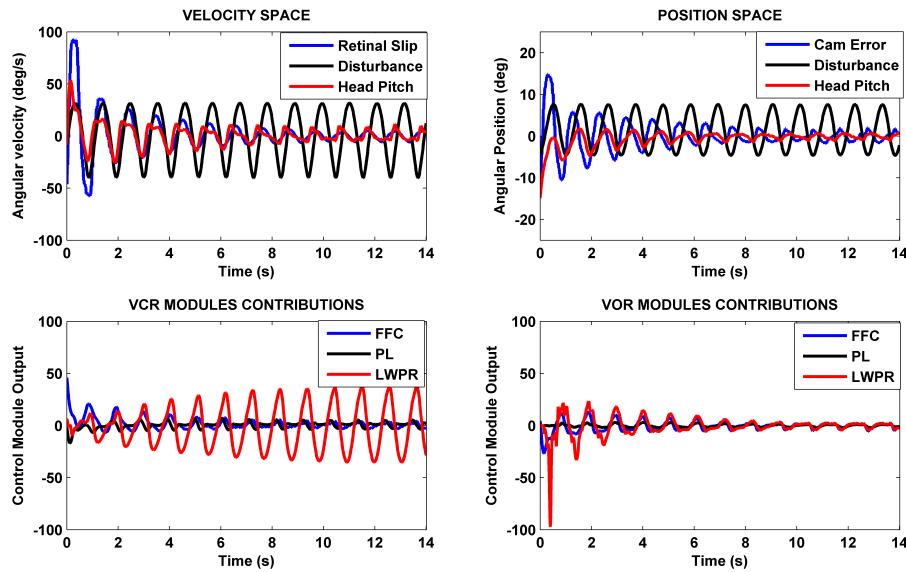 VELOCITY SPACE
Angular velocity (deg/s)
100
50
0
-50
-100
Retinal Slip
Disturbance
Head Pitch
0 2 4 6 8 10 12 14
Time (s)
POSITION SPACE
Angular Position (deg)
20
10
0
-10
-20
Cam Error
Disturbance
Head Pitch
0 2 4 6 8 10 12 14
Time (s)
VCR MODULES CONTRIBUTIONS
Control Module Output
100
50
0
-50
-100
FFC
PL
LWPR
0 2 4 6 8 10 12 14
Time (s)
VOR MODULES CONTRIBUTIONS
Control Module Output
100
50
0
-50
-100
FFC
PL
LWPR
0 2 4 6 8 10 12 14
Time (s)